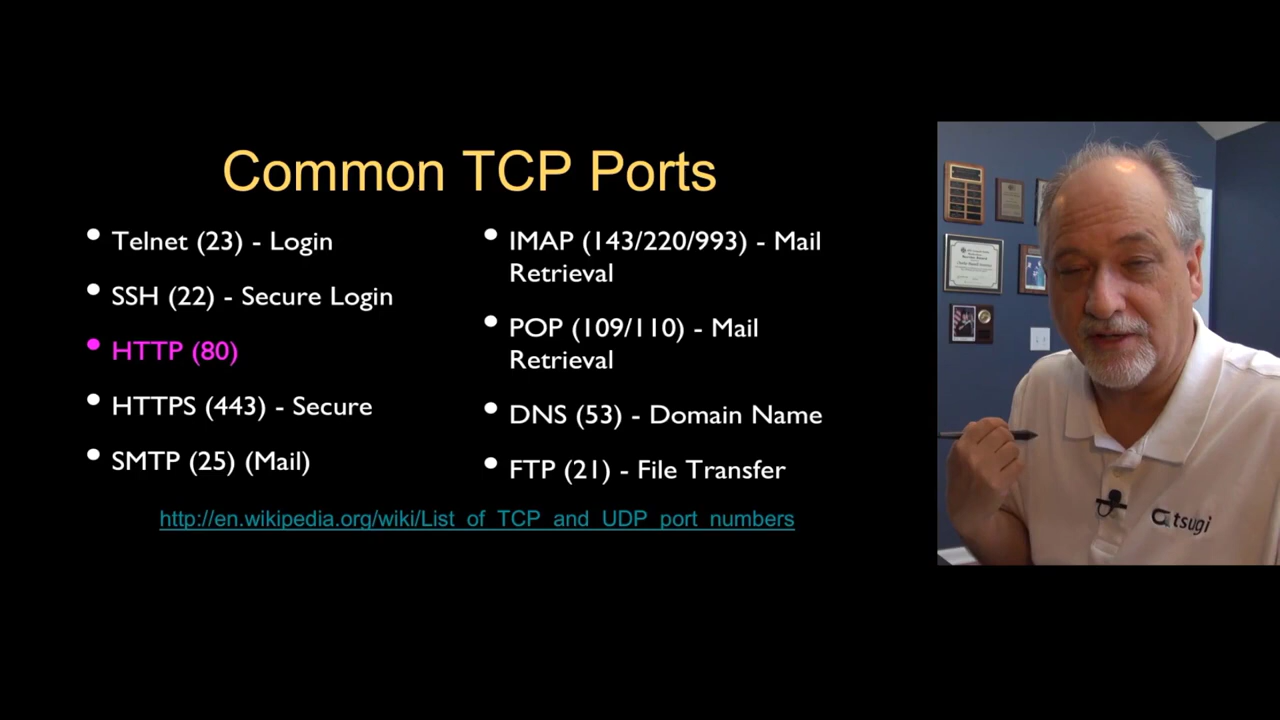 Common TCP Ports
• Telnet (23) - Login
• SSH (22) - Secure Login
• HTTP (80)
• HTTPS (443) - Secure
• SMTP (25) (Mail)
• IMAP (143/220/993) - Mail
Retrieval
• POP (109/110) - Mail
Retrieval
• DNS (53) - Domain Name
• FTP (21) - File Transfer
http://en.wikipedia.org/wiki/List_of_TCP_and_UDP_port_numbers
tsugi